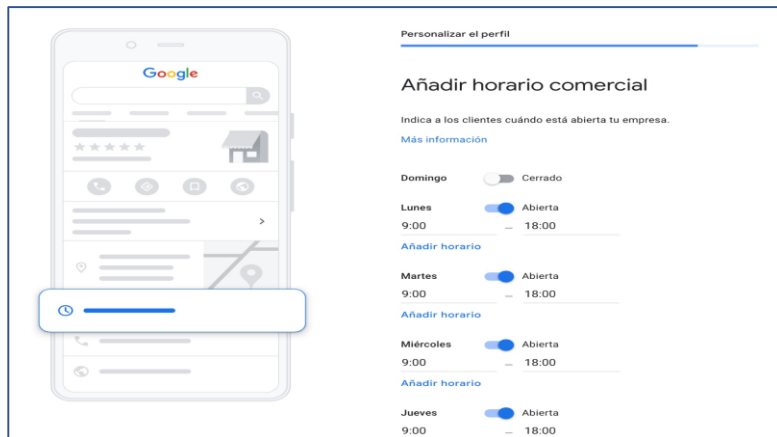 Google
Personalizar el perfil
Añadir horario comercial
Indica a los clientes cuándo está abierta tu empresa.
Más información
Domingo Cerrado
Lunes Abierta
9:00 – 18:00
Añadir horario
Martes Abierta
9:00 – 18:00
Añadir horario
Miércoles Abierta
9:00 – 18:00
Añadir horario
Jueves Abierta
9:00 – 18:00